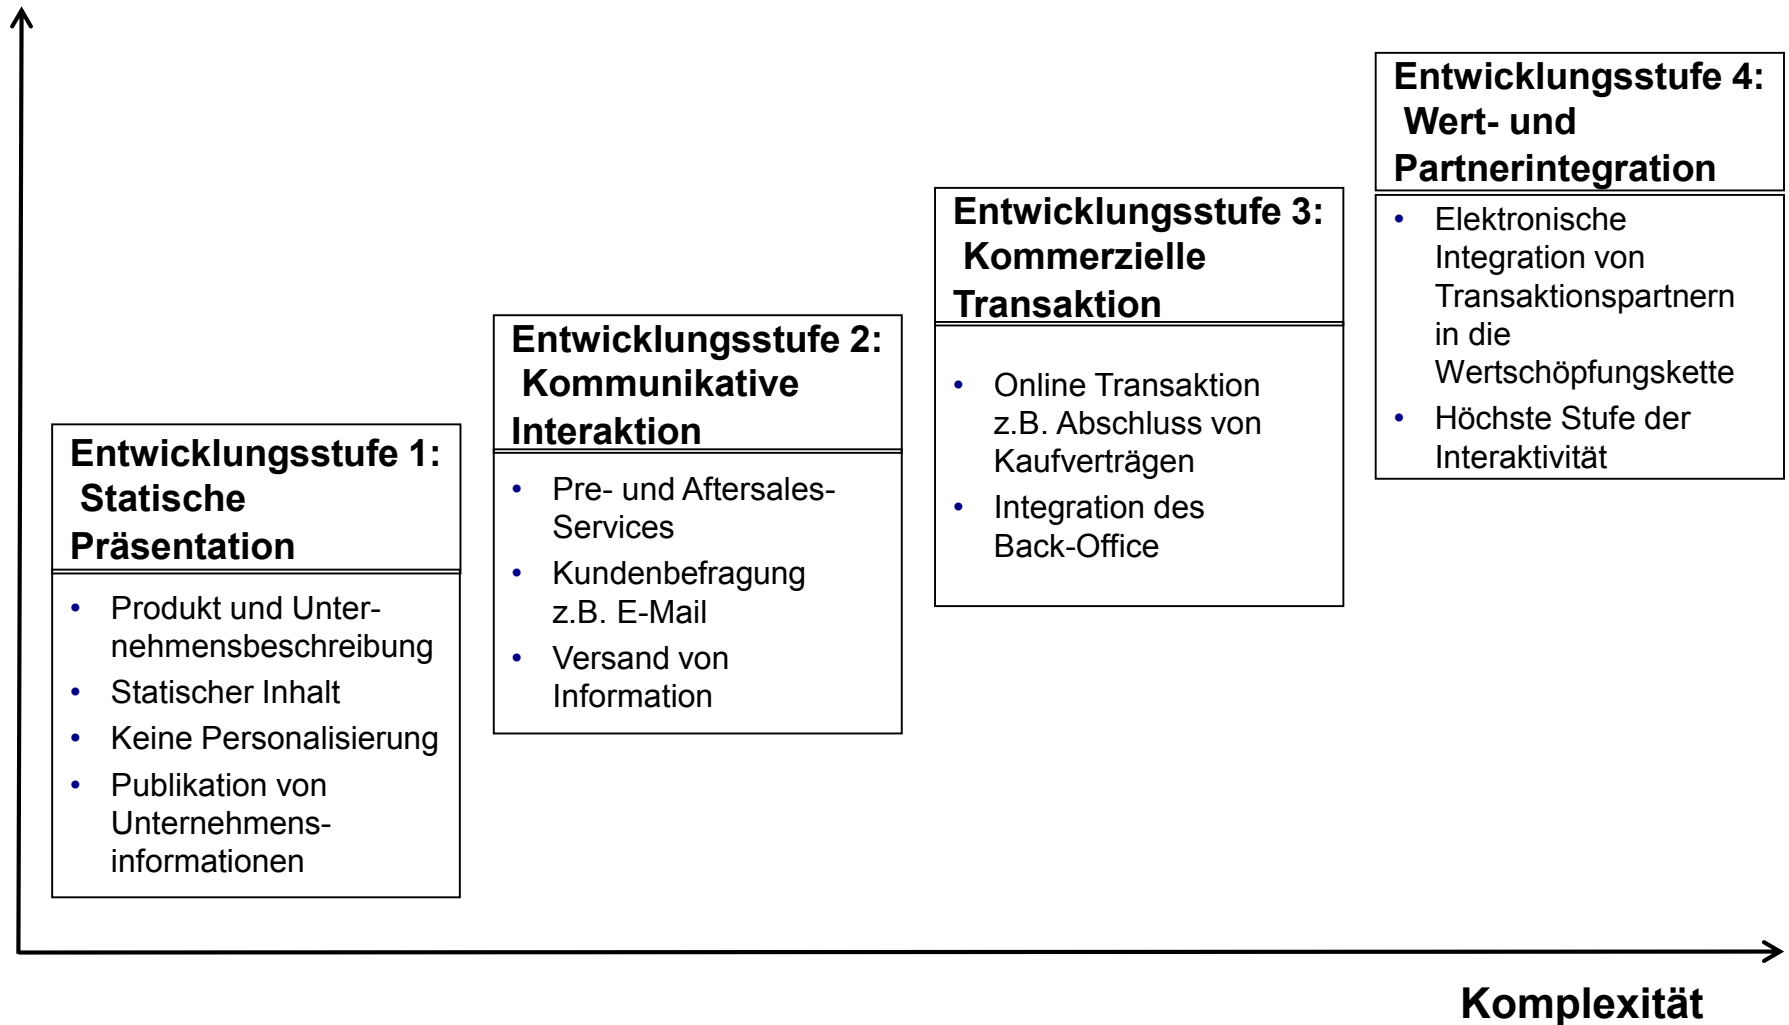 Entwicklungsstufe 1:
Statische
Präsentation
• Produkt und Unter-
nehmensbeschreibung
• Statischer Inhalt
• Keine Personalisierung
• Publikation von
Unternehmens-
informationen
Entwicklungsstufe 2:
Kommunikative
Interaktion
• Pre- und Aftersales-
Services
• Kundenbefragung
z.B. E-Mail
• Versand von
Information
Entwicklungsstufe 3:
Kommerzielle
Transaktion
• Online Transaktion
z.B. Abschluss von
Kaufverträgen
• Integration des
Back-Office
Entwicklungsstufe 4:
Wert- und
Partnerintegration
• Elektronische
Integration von
Transaktionspartnern
in die
Wertschöpfungskette
• Höchste Stufe der
Interaktivität
Komplexität